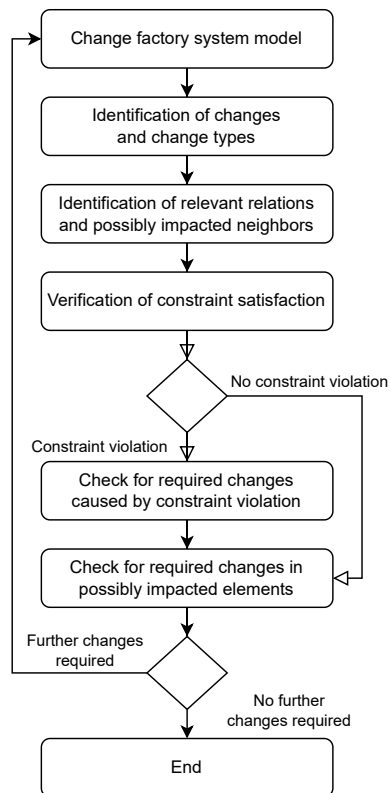 Change factory system model
Identification of changes
and change types
Identification of relevant relations
and possibly impacted neighbors
Verification of constraint satisfaction
No constraint violation
Constraint violation
Check for required changes
caused by constraint violation
Check for required changes in
possibly impacted elements
Further changes
required
No further
changes required
End